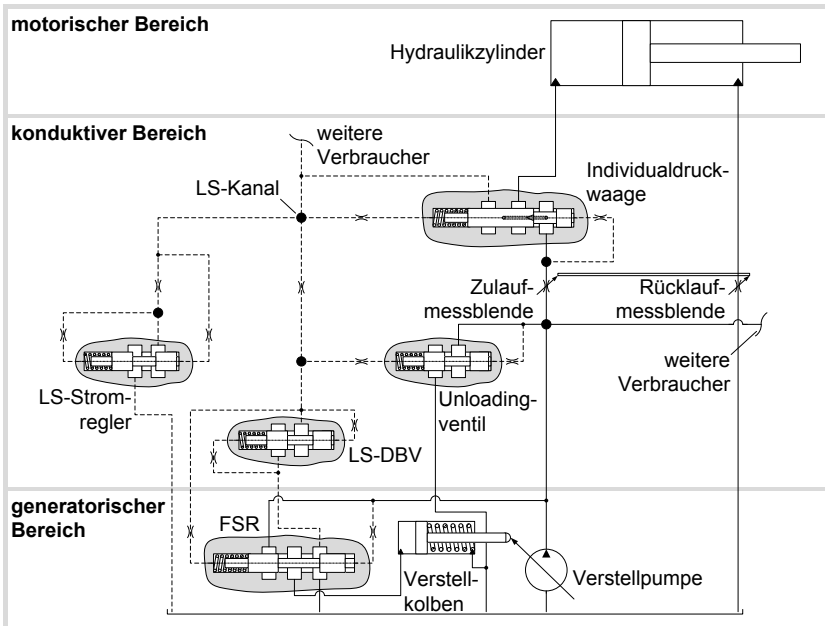 motorischer Bereich
Hydraulikzylinder
konduktiver Bereich
weitere
Verbraucher
LS-Kanal
Individualdruck-
waage
Zulauf-
messblende
Rücklauf-
messblende
weitere
Verbraucher
LS-Strom-
regler
Unloading-
ventil
LS-DBV
generatorischer
Bereich
FSR
Verstell-
kolben
Verstellpumpe